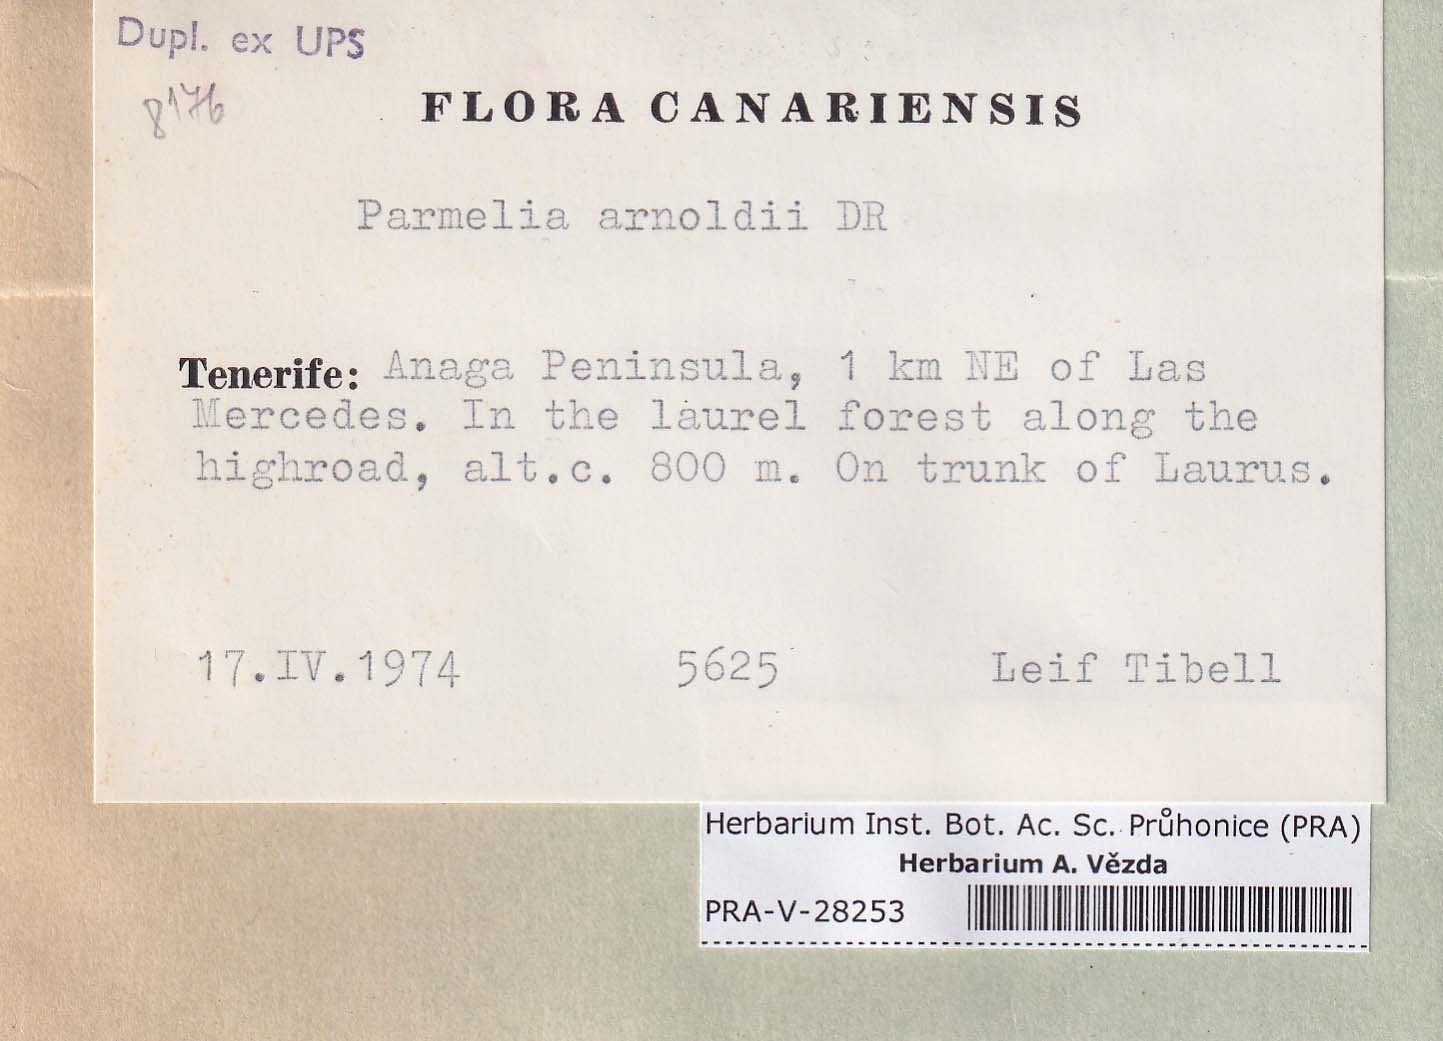 Dupl. ex UPS
8176
FLORA CANARIENSIS
Parmelia arnoldii DR
Tenerife: Anaga Peninsula, 1 km NE of Las
Mercedes. In the laurel forest along the
highroad, alt.c. 800 m. On trunk of Laurus.
17.IV.1974 5625 Leif Tibell
Herbarium Inst. Bot. Ac. Sc. Průhonice (PRA)
Herbarium A. Vězda
PRA-V-28253